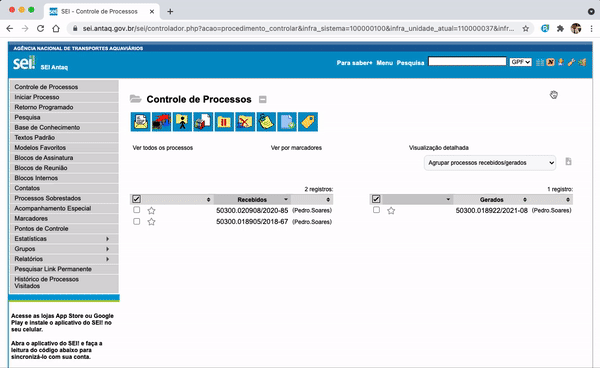 SEI - Controle de Processos
sei.antaq.gov.br/sei/controlador.php?acao=procedimento_controlar&infra_sistema=100000100&infra_unidade_atual=110000037&infr...
AGÊNCIA NACIONAL DE TRANSPORTES AQUAVIÁRIOS
sei!
SEI Antaq
Para saber+ Menu Pesquisa
GPF
Controle de Processos
Iniciar Processo
Retorno Programado
Pesquisa
Base de Conhecimento
Textos Padrão
Modelos Favoritos
Blocos de Assinatura
Blocos de Reunião
Blocos Internos
Contatos
Processos Sobrestados
Acompanhamento Especial
Marcadores
Pontos de Controle
Estatísticas
Grupos
Relatórios
Pesquisar Link Permanente
Histórico de Processos
Visitados
Acesse as lojas App Store ou Google
Play e instale o aplicativo do SEI! no
seu celular.
Abra o aplicativo do SEI! e faça a
leitura do código abaixo para
sincronizá-lo com sua conta.
Controle de Processos
Ver todos os processos
Ver por marcadores
Visualização detalhada
Agrupar processos recebidos/gerados
2 registros:
Recebidos
50300.020908/2020-85 (Pedro.Soares)
50300.018905/2018-67 (Pedro.Soares)
1 registro:
Gerados
50300.018922/2021-08 (Pedro.Soares)